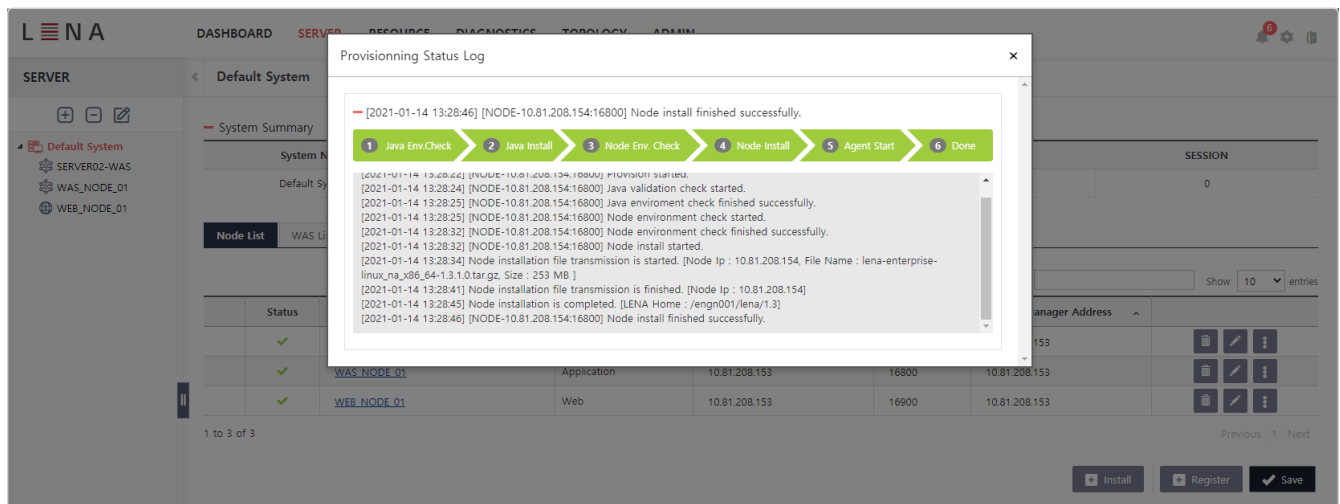 LENA
DASHBOARD SERVER RESOURCE DIAGNOSTICS TOPOLOGY ADMIN
6
Provisionning Status Log ×
SERVER
Default System
[2021-01-14 13:28:46] [NODE-10.81.208.154:16800] Node install finished successfully.
System Summary
1 Java Env.Check 2 Java Install 3 Node Env. Check 4 Node Install 5 Agent Start 6 Done
Default System
System N
SESSION
SERVER02-WAS
WAS_NODE_01
WEB_NODE_01
Default Sy
0
[2021-01-14 13:28:22] [NODE-10.81.208.154:16800] Provision started.
[2021-01-14 13:28:24] [NODE-10.81.208.154:16800] Java validation check started.
[2021-01-14 13:28:25] [NODE-10.81.208.154:16800] Java enviroment check finished successfully.
[2021-01-14 13:28:25] [NODE-10.81.208.154:16800] Node environment check started.
[2021-01-14 13:28:32] [NODE-10.81.208.154:16800] Node environment check finished successfully.
[2021-01-14 13:28:32] [NODE-10.81.208.154:16800] Node install started.
[2021-01-14 13:28:34] Node installation file transmission is started. [Node Ip : 10.81.208.154, File Name : lena-enterprise-
linux_na_x86_64-1.3.1.0.tar.gz, Size : 253 MB ]
[2021-01-14 13:28:41] Node installation file transmission is finished. [Node Ip : 10.81.208.154]
[2021-01-14 13:28:45] Node installation is completed. [LENA Home : /engn001/lena/1.3]
[2021-01-14 13:28:46] [NODE-10.81.208.154:16800] Node install finished successfully.
Node List WAS Li
Show 10 entries
Status
anager Address
153
WAS_NODE_01 Application 10.81.208.153 16800 10.81.208.153
WEB_NODE_01 Web 10.81.208.153 16900 10.81.208.153
1 to 3 of 3
Previous 1 Next
Install Register Save